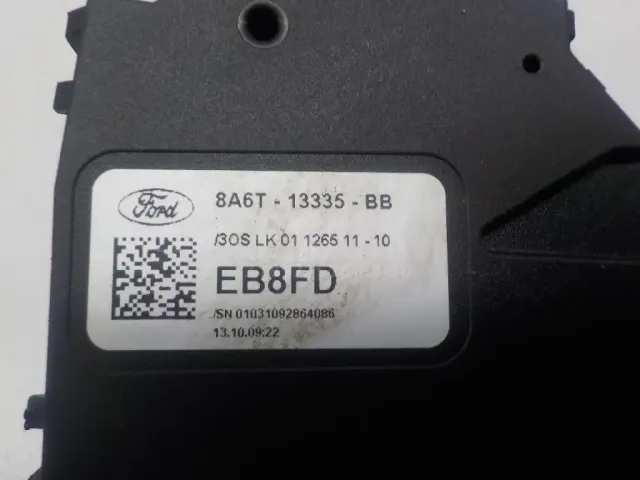 Ford
8A6T - 13335 - BB
/3OS LK 01 1265 11 - 10
EB8FD
/SN 01031092864086
13.10.09:22